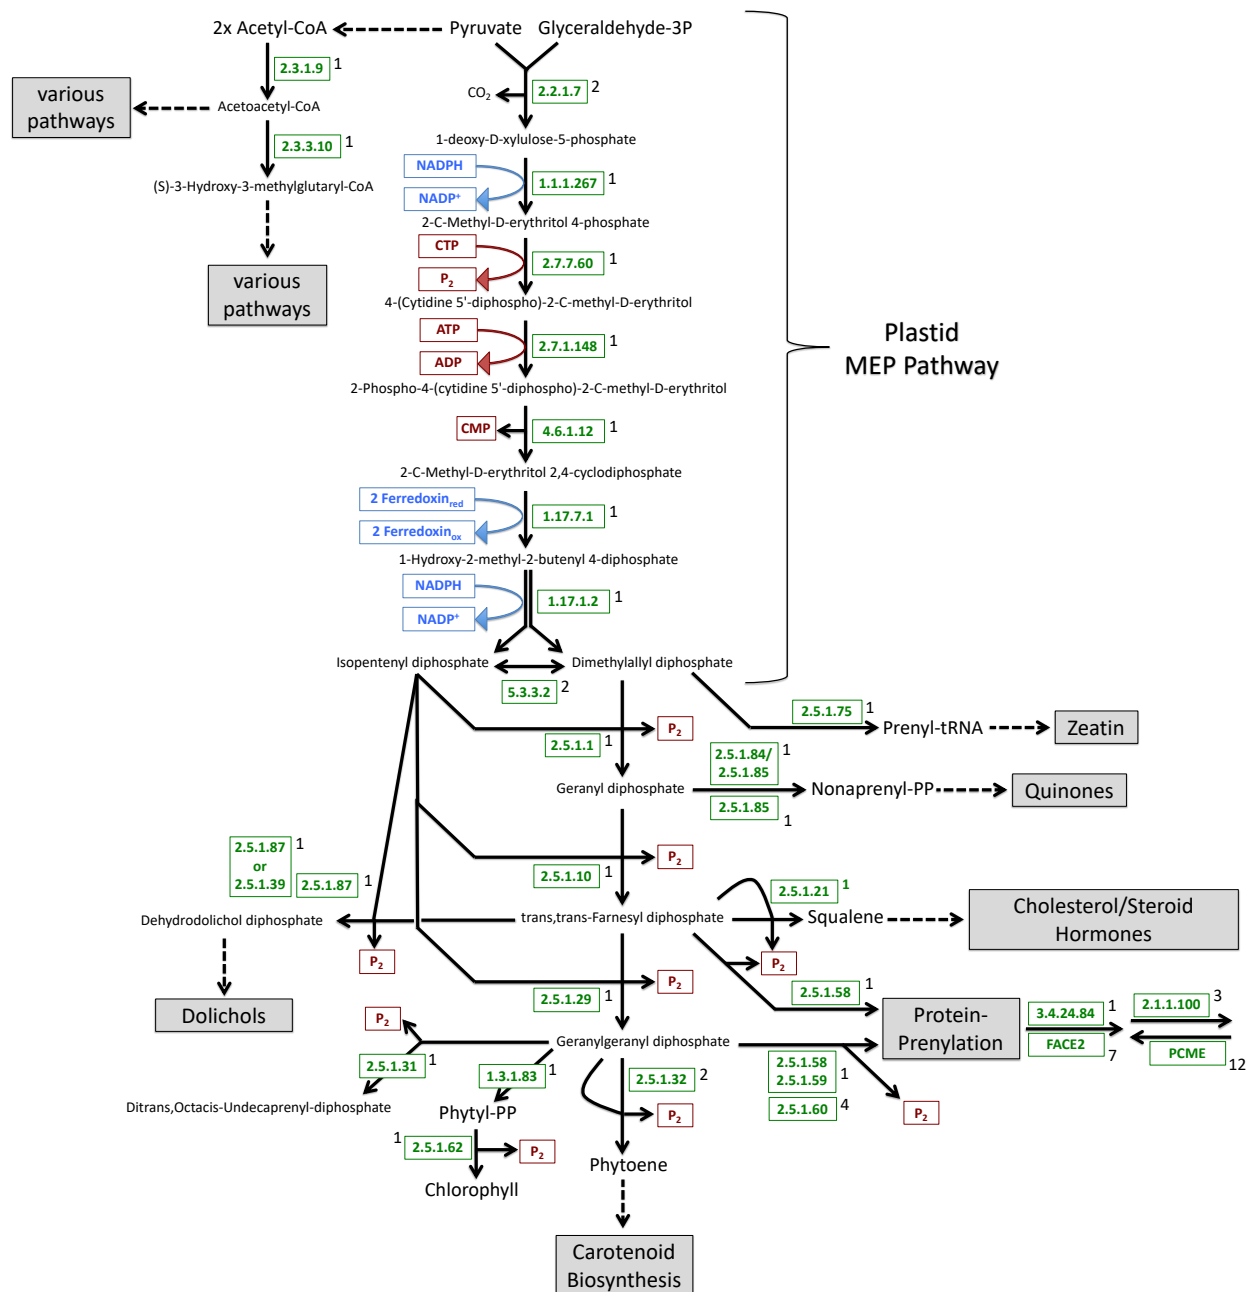 2x Acetyl-CoA
Pyruvate
Glyceraldehyde-3P
2.3.1.9 1
2.2.1.7 2
CO2
various
pathways
Acetoacetyl-CoA
1-deoxy-D-xylulose-5-phosphate
2.3.3.10 1
NADPH
1.1.1.267 1
NADP+
(S)-3-Hydroxy-3-methylglutaryl-CoA
2-C-Methyl-D-erythritol 4-phosphate
CTP
2.7.7.60 1
P2
various
pathways
4-(Cytidine 5'-diphospho)-2-C-methyl-D-erythritol
ATP
2.7.1.148 1
ADP
Plastid
MEP Pathway
2-Phospho-4-(cytidine 5'-diphospho)-2-C-methyl-D-erythritol
CMP
4.6.1.12 1
2-C-Methyl-D-erythritol 2,4-cyclodiphosphate
2 Ferredoxinred
1.17.7.1 1
2 Ferredoxinox
1-Hydroxy-2-methyl-2-butenyl 4-diphosphate
NADPH
1.17.1.2 1
NADP+
Isopentenyl diphosphate
Dimethylallyl diphosphate
5.3.3.2 2
2.5.1.75 1
2.5.1.1 1
P2
Prenyl-tRNA
Zeatin
2.5.1.84/ 1
2.5.1.85
Geranyl diphosphate
Nonaprenyl-PP
Quinones
2.5.1.85
1
2.5.1.87 1
or
2.5.1.39
2.5.1.87 1
2.5.1.10 1
P2
2.5.1.21 1
Dehydrodolichol diphosphate
trans,trans-Farnesyl diphosphate
Squalene
Cholesterol/Steroid
Hormones
P2
P2
Dolichols
2.5.1.29 1
P2
2.5.1.58 1
Protein-
Prenylation
3.4.24.84 1
FACE2 7
2.1.1.100 3
PCME 12
P2
Geranylgeranyl diphosphate
2.5.1.31 1
1.3.1.83 1
2.5.1.32 2
2.5.1.58
2.5.1.59 1
2.5.1.60 4
P2
Ditrans,Octacis-Undecaprenyl-diphosphate
Phytyl-PP
P2
1 2.5.1.62
P2
Phytoene
Chlorophyll
Carotenoid
Biosynthesis